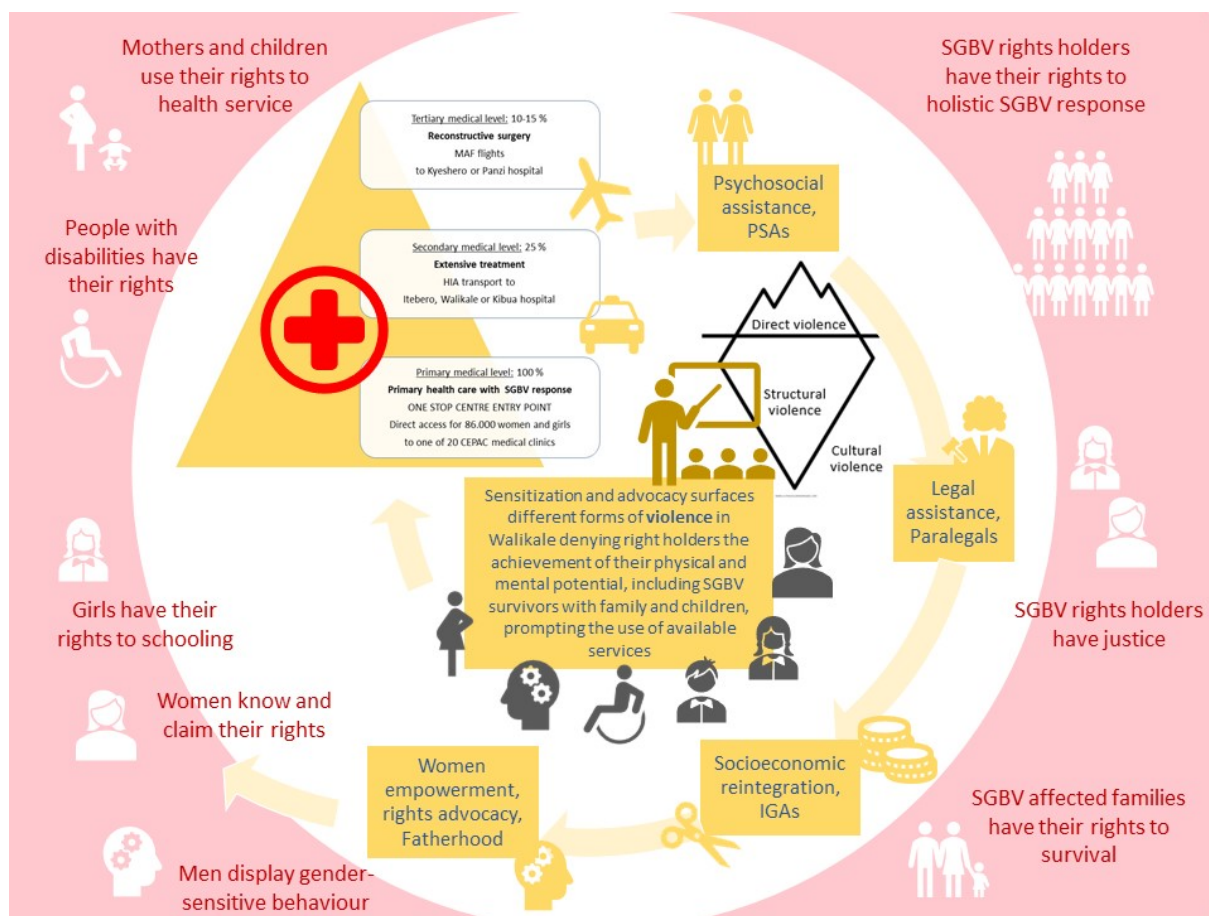 Mothers and children
use their rights to
health service
SGBV rights holders
have their rights to
holistic SGBV response
Tertiary medical level: 10-15 %
Reconstructive surgery
MAF flights
to Kyeshero or Panzi hospital
Psychosocial
assistance,
PSAs
People with
disabilities have
their rights
Secondary medical level: 25 %
Extensive treatment
HIA transport to
Itebero, Walikale or Kibua hospital
Direct violence
Structural
violence
Cultural
violence
Primary medical level: 100 %
Primary health care with SGBV response
ONE STOP CENTRE ENTRY POINT
Direct access for 86.000 women and girls
to one of 20 CEPAC medical clinics
Legal
assistance,
Paralegals
Sensitization and advocacy surfaces
different forms of violence in
Walikale denying right holders the
achievement of their physical and
mental potential, including SGBV
survivors with family and children,
prompting the use of available
services
Girls have their
rights to schooling
SGBV rights holders
have justice
Women know and
claim their rights
Women
empowerment,
rights advocacy,
Fatherhood
Socioeconomic
reintegration,
IGAs
SGBV affected families
have their rights to
survival
Men display gender-
sensitive behaviour